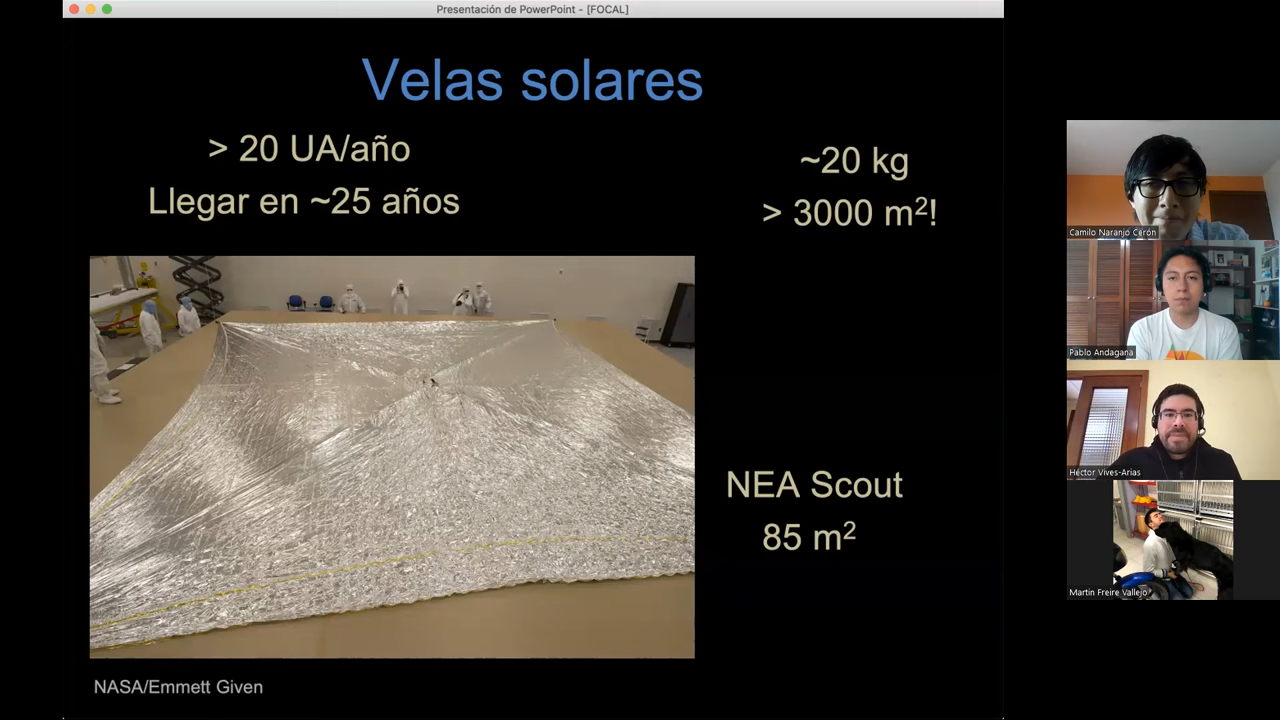 Presentación de PowerPoint - [FOCAL]
Velas solares
> 20 UA/año
Llegar en ~25 años
~20 kg
> 3000 m²!
NEA Scout
85 m²
NASA/Emmett Given
Camilo Naranjo Cerón
Pablo Andagana
Héctor Vives-Arias
Martin Freire Vallejo